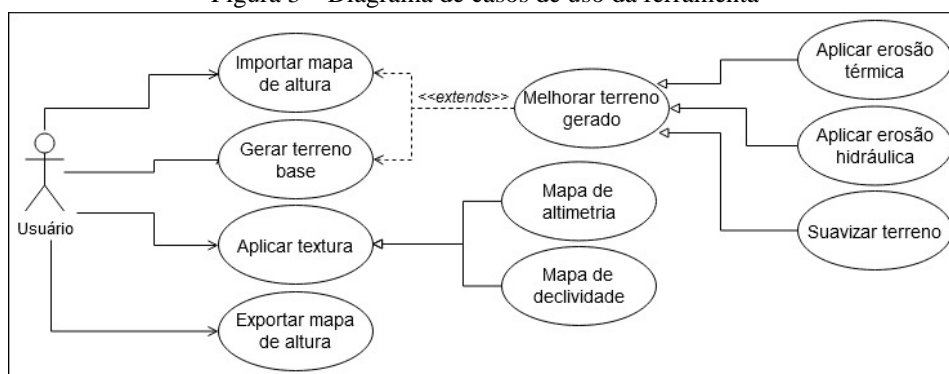 Figura 3 – Diagrama de casos de uso da ferramenta
Importar mapa
de altura
<<extends>>
Melhorar terreno
gerado
Aplicar erosão
térmica
Gerar terreno
base
Aplicar erosão
hidráulica
Usuário
Mapa de
altimetria
Aplicar textura
Suavizar terreno
Mapa de
declividade
Exportar mapa
de altura